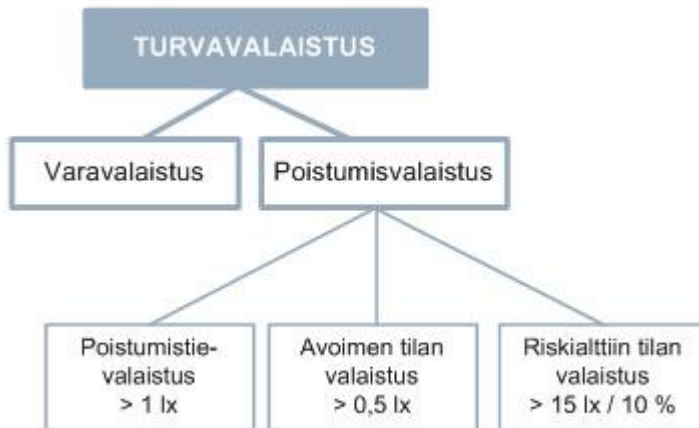 TURVAVALAISTUS
Varavalaistus
Poistumisvalaistus
Poistumistie-
valaistus
> 1 lx
Avoimen tilan
valaistus
> 0,5 lx
Riskialttiin tilan
valaistus
> 15 lx / 10 %